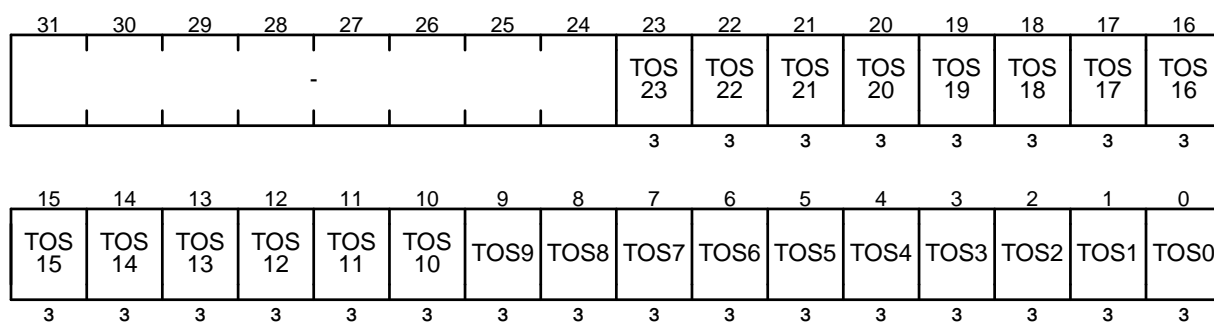 31 30 29 28 27 26 25 24 23 22 21 20 19 18 17 16
- TOS TOS TOS TOS TOS TOS TOS TOS
23 22 21 20 19 18 17 16
3 3 3 3 3 3 3 3
15 14 13 12 11 10 9 8 7 6 5 4 3 2 1 0
TOS TOS TOS TOS TOS TOS TOS9 TOS8 TOS7 TOS6 TOS5 TOS4 TOS3 TOS2 TOS1 TOS0
15 14 13 12 11 10
3 3 3 3 3 3 3 3 3 3 3 3 3 3 3 3